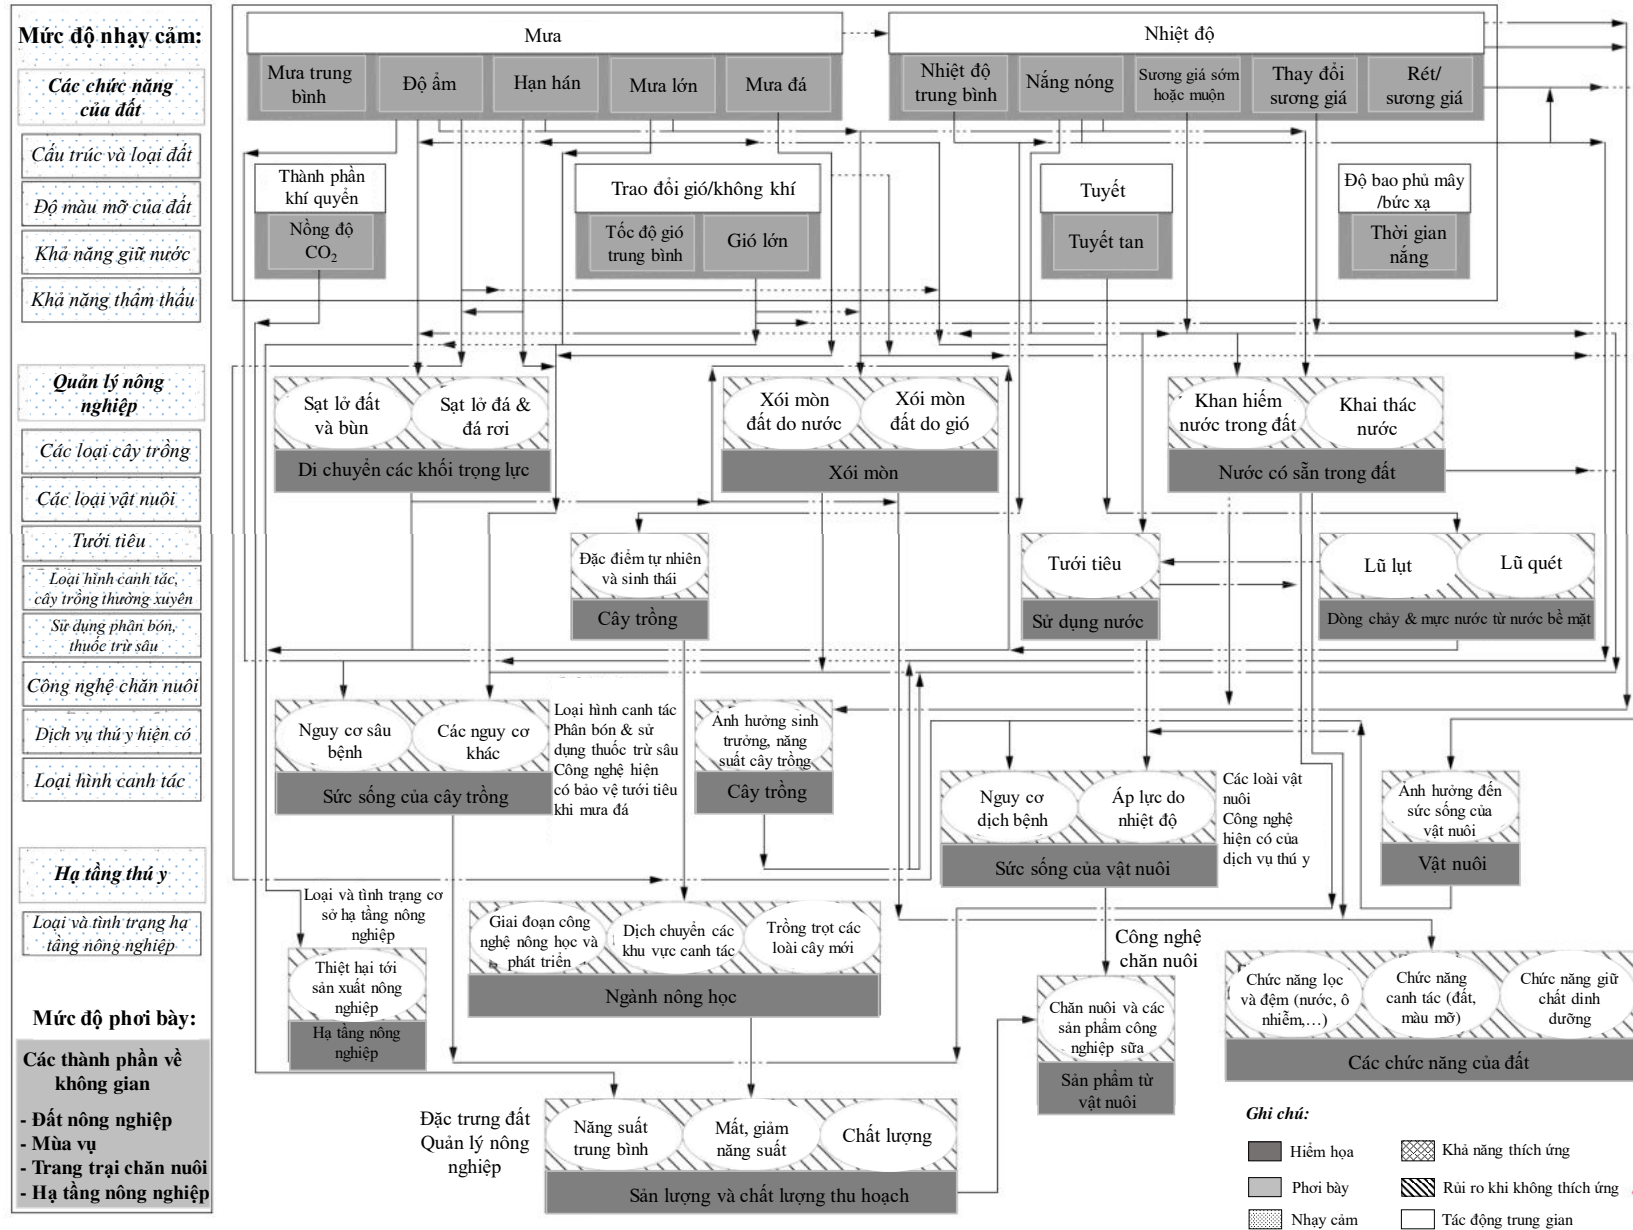 Mức độ nhạy cảm:
Các chức năng
của đất
Cấu trúc và loại đất
Độ màu mỡ của đất
Khả năng giữ nước
Khả năng thẩm thấu
Quản lý nông
nghiệp
Các loại cây trồng
Các loại vật nuôi
Tưới tiêu
Loại hình canh tác,
cây trồng thường xuyên
Sử dụng phân bón,
thuốc trừ sâu
Công nghệ chăn nuôi
Dịch vụ thú y hiện có
Loại hình canh tác
Hạ tầng thú y
Loại và tình trạng hạ
tầng nông nghiệp
Mức độ phơi bày:
Các thành phần về
không gian
- Đất nông nghiệp
- Mùa vụ
- Trang trại chăn nuôi
- Hạ tầng nông nghiệp
Mưa
Mưa trung
bình
Độ ẩm
Hạn hán
Mưa lớn
Mưa đá
Nhiệt độ
Nhiệt độ
trung bình
Nắng nóng
Sương giá sớm
hoặc muộn
Thay đổi
sương giá
Rét/
sương giá
Thành phần
khí quyển
Nồng độ
CO2
Trao đổi gió/không khí
Tốc độ gió
trung bình
Gió lớn
Tuyết
Tuyết tan
Độ bao phủ mây
/bức xạ
Thời gian
nắng
Sạt lở đất
và bùn
Sạt lở đá &
đá rơi
Di chuyển các khối trọng lực
Xói mòn
đất do nước
Xói mòn
đất do gió
Xói mòn
Khan hiếm
nước trong đất
Khai thác
nước
Nước có sẵn trong đất
Đặc điểm tự nhiên
và sinh thái
Cây trồng
Tưới tiêu
Sử dụng nước
Lũ lụt
Lũ quét
Dòng chảy & mực nước từ nước bề mặt
Nguy cơ sâu
bệnh
Các nguy cơ
khác
Sức sống của cây trồng
Loại hình canh tác
Phân bón & sử
dụng thuốc trừ sâu
Công nghệ hiện
có bảo vệ tưới tiêu
khi mưa đá
Ảnh hưởng sinh
trưởng, năng
suất cây trồng
Cây trồng
Nguy cơ
dịch bệnh
Áp lực do
nhiệt độ
Sức sống của vật nuôi
Các loài vật
nuôi
Công nghệ
hiện có của
dịch vụ thú y
Ảnh hưởng đến
sức sống của
vật nuôi
Vật nuôi
Loại và tình trạng cơ
sở hạ tầng nông
nghiệp
Thiệt hại tới
sản xuất nông
nghiệp
Hạ tầng nông
nghiệp
Giai đoạn công
nghệ nông học và
phát triển
Dịch chuyển các
khu vực canh tác
Trồng trọt các
loài cây mới
Ngành nông học
Công nghệ
chăn nuôi
Chăn nuôi và các
sản phẩm công
nghiệp sữa
Sản phẩm từ
vật nuôi
Chức năng lọc
và đệm (nước, ô
nhiễm,…)
Chức năng
canh tác (đất,
màu mỡ)
Chức năng giữ
chất dinh
dưỡng
Các chức năng của đất
Đặc trưng đất
Quản lý nông
nghiệp
Năng suất
trung bình
Mất, giảm
năng suất
Chất lượng
Sản lượng và chất lượng thu hoạch
Ghi chú:
Hiểm họa
Khả năng thích ứng
Phơi bày
Rủi ro khi không thích ứng
Nhạy cảm
Tác động trung gian